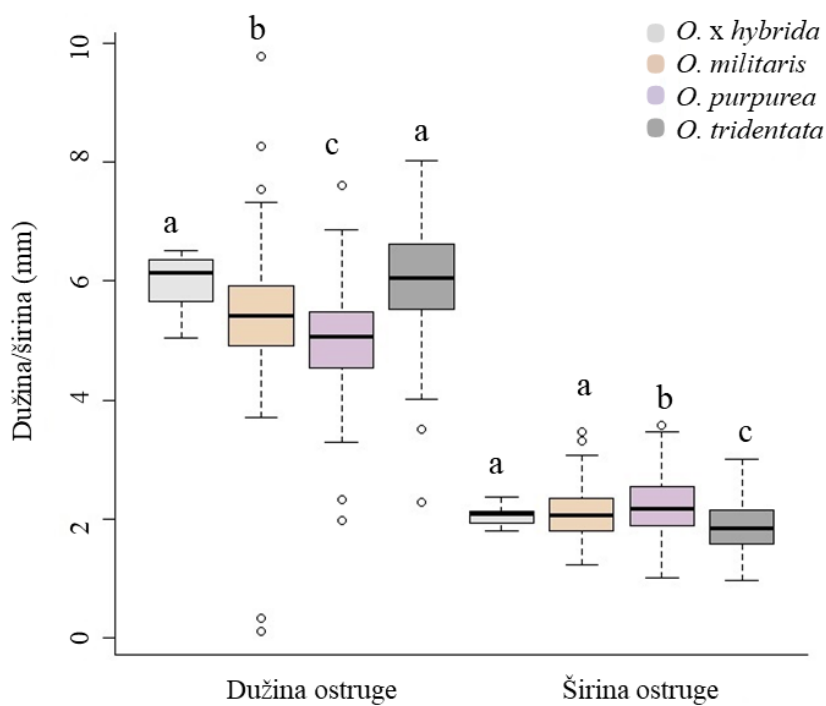 O. x hybrida
O. militaris
O. purpurea
O. tridentata
Dužina/širina (mm)
10
8
6
4
2
0
a
b
c
a
a
a
b
c
Dužina ostruge
Širina ostruge